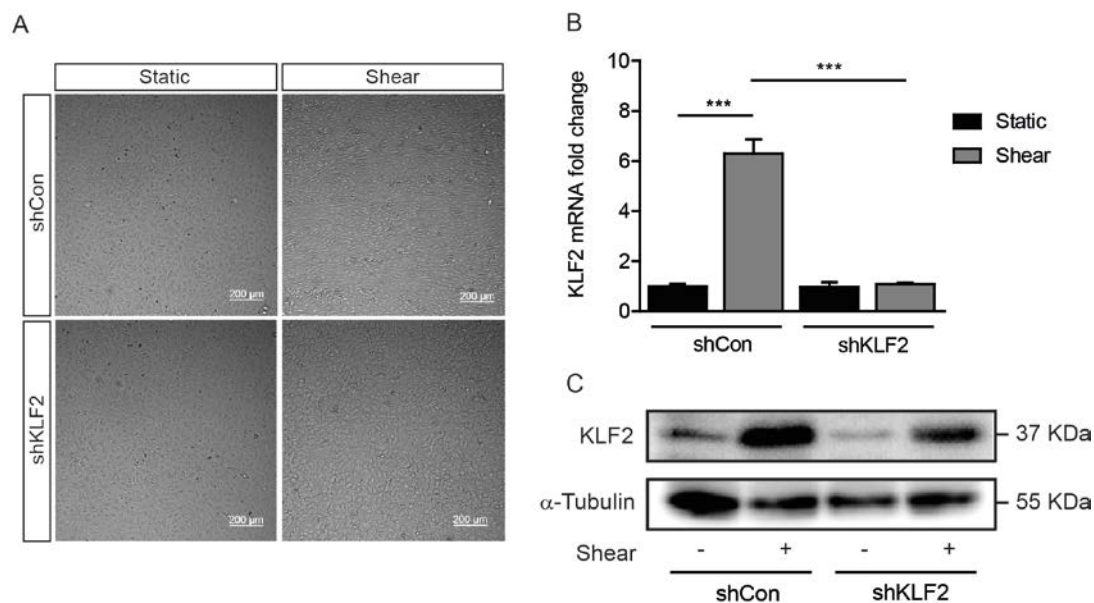 A
Static
Shear
shCon
200 µm
200 µm
shKLF2
200 µm
200 µm
B
KLF2 mRNA fold change
10
8
6
4
2
0
***
***
shCon
shKLF2
Static
Shear
C
KLF2
37 KDa
α-Tubulin
55 KDa
Shear - + - +
shCon
shKLF2